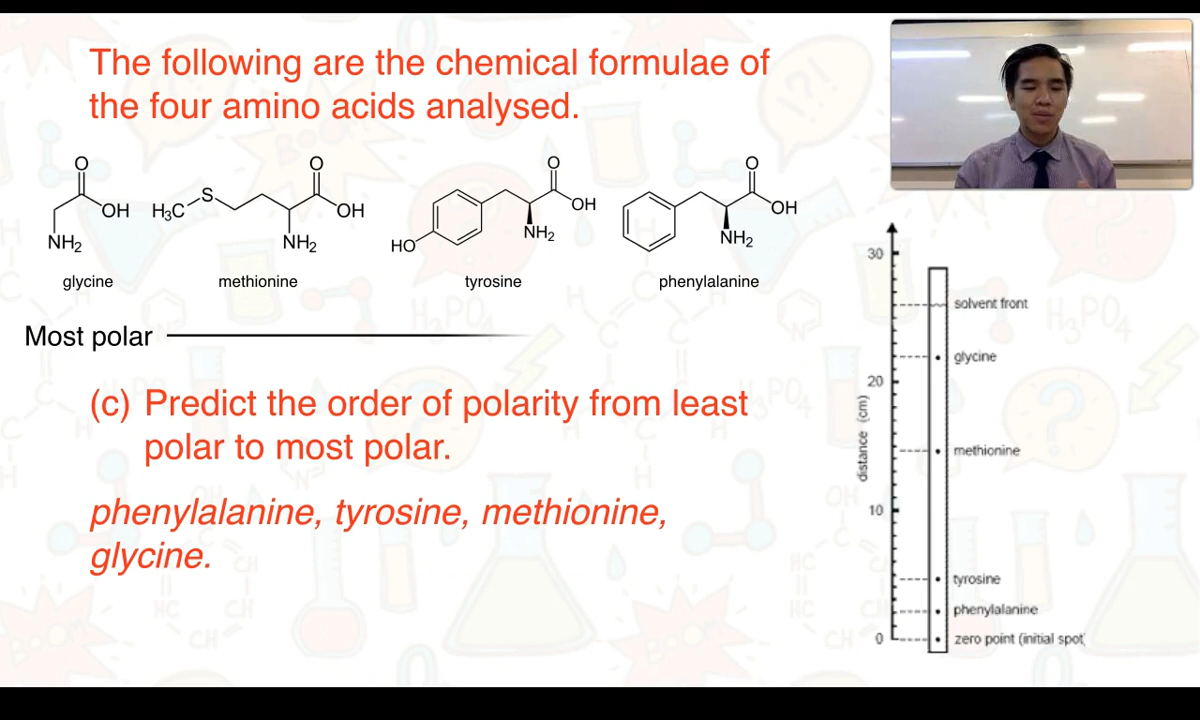 The following are the chemical formulae of
the four amino acids analysed.
O
OH
NH2
glycine
H3C
S
O
OH
NH2
methionine
HO
O
OH
NH2
tyrosine
O
OH
NH2
phenylalanine
Most polar
(c) Predict the order of polarity from least
polar to most polar.
phenylalanine, tyrosine, methionine,
glycine.
distance (cm)
30
solvent front
glycine
20
methionine
10
tyrosine
phenylalanine
0
zero point (initial spot)